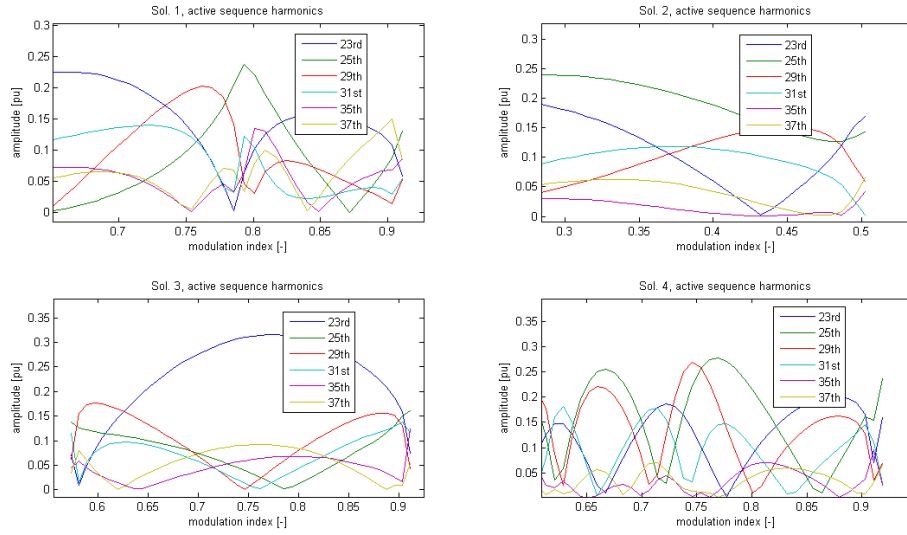 Sol. 1, active sequence harmonics
0.3
0.25
0.2
0.15
0.1
0.05
0
amplitude [pu]
23rd
25th
29th
31st
35th
37th
0.7
0.75
0.8
0.85
0.9
modulation index [-]
Sol. 2, active sequence harmonics
0.3
0.25
0.2
0.15
0.1
0.05
0
amplitude [pu]
23rd
25th
29th
31st
35th
37th
0.3
0.35
0.4
0.45
0.5
modulation index [-]
Sol. 3, active sequence harmonics
0.35
0.3
0.25
0.2
0.15
0.1
0.05
0
amplitude [pu]
23rd
25th
29th
31st
35th
37th
0.6
0.65
0.7
0.75
0.8
0.85
0.9
modulation index [-]
Sol. 4, active sequence harmonics
0.35
0.3
0.25
0.2
0.15
0.1
0.05
0
amplitude [pu]
23rd
25th
29th
31st
35th
37th
0.65
0.7
0.75
0.8
0.85
0.9
modulation index [-]